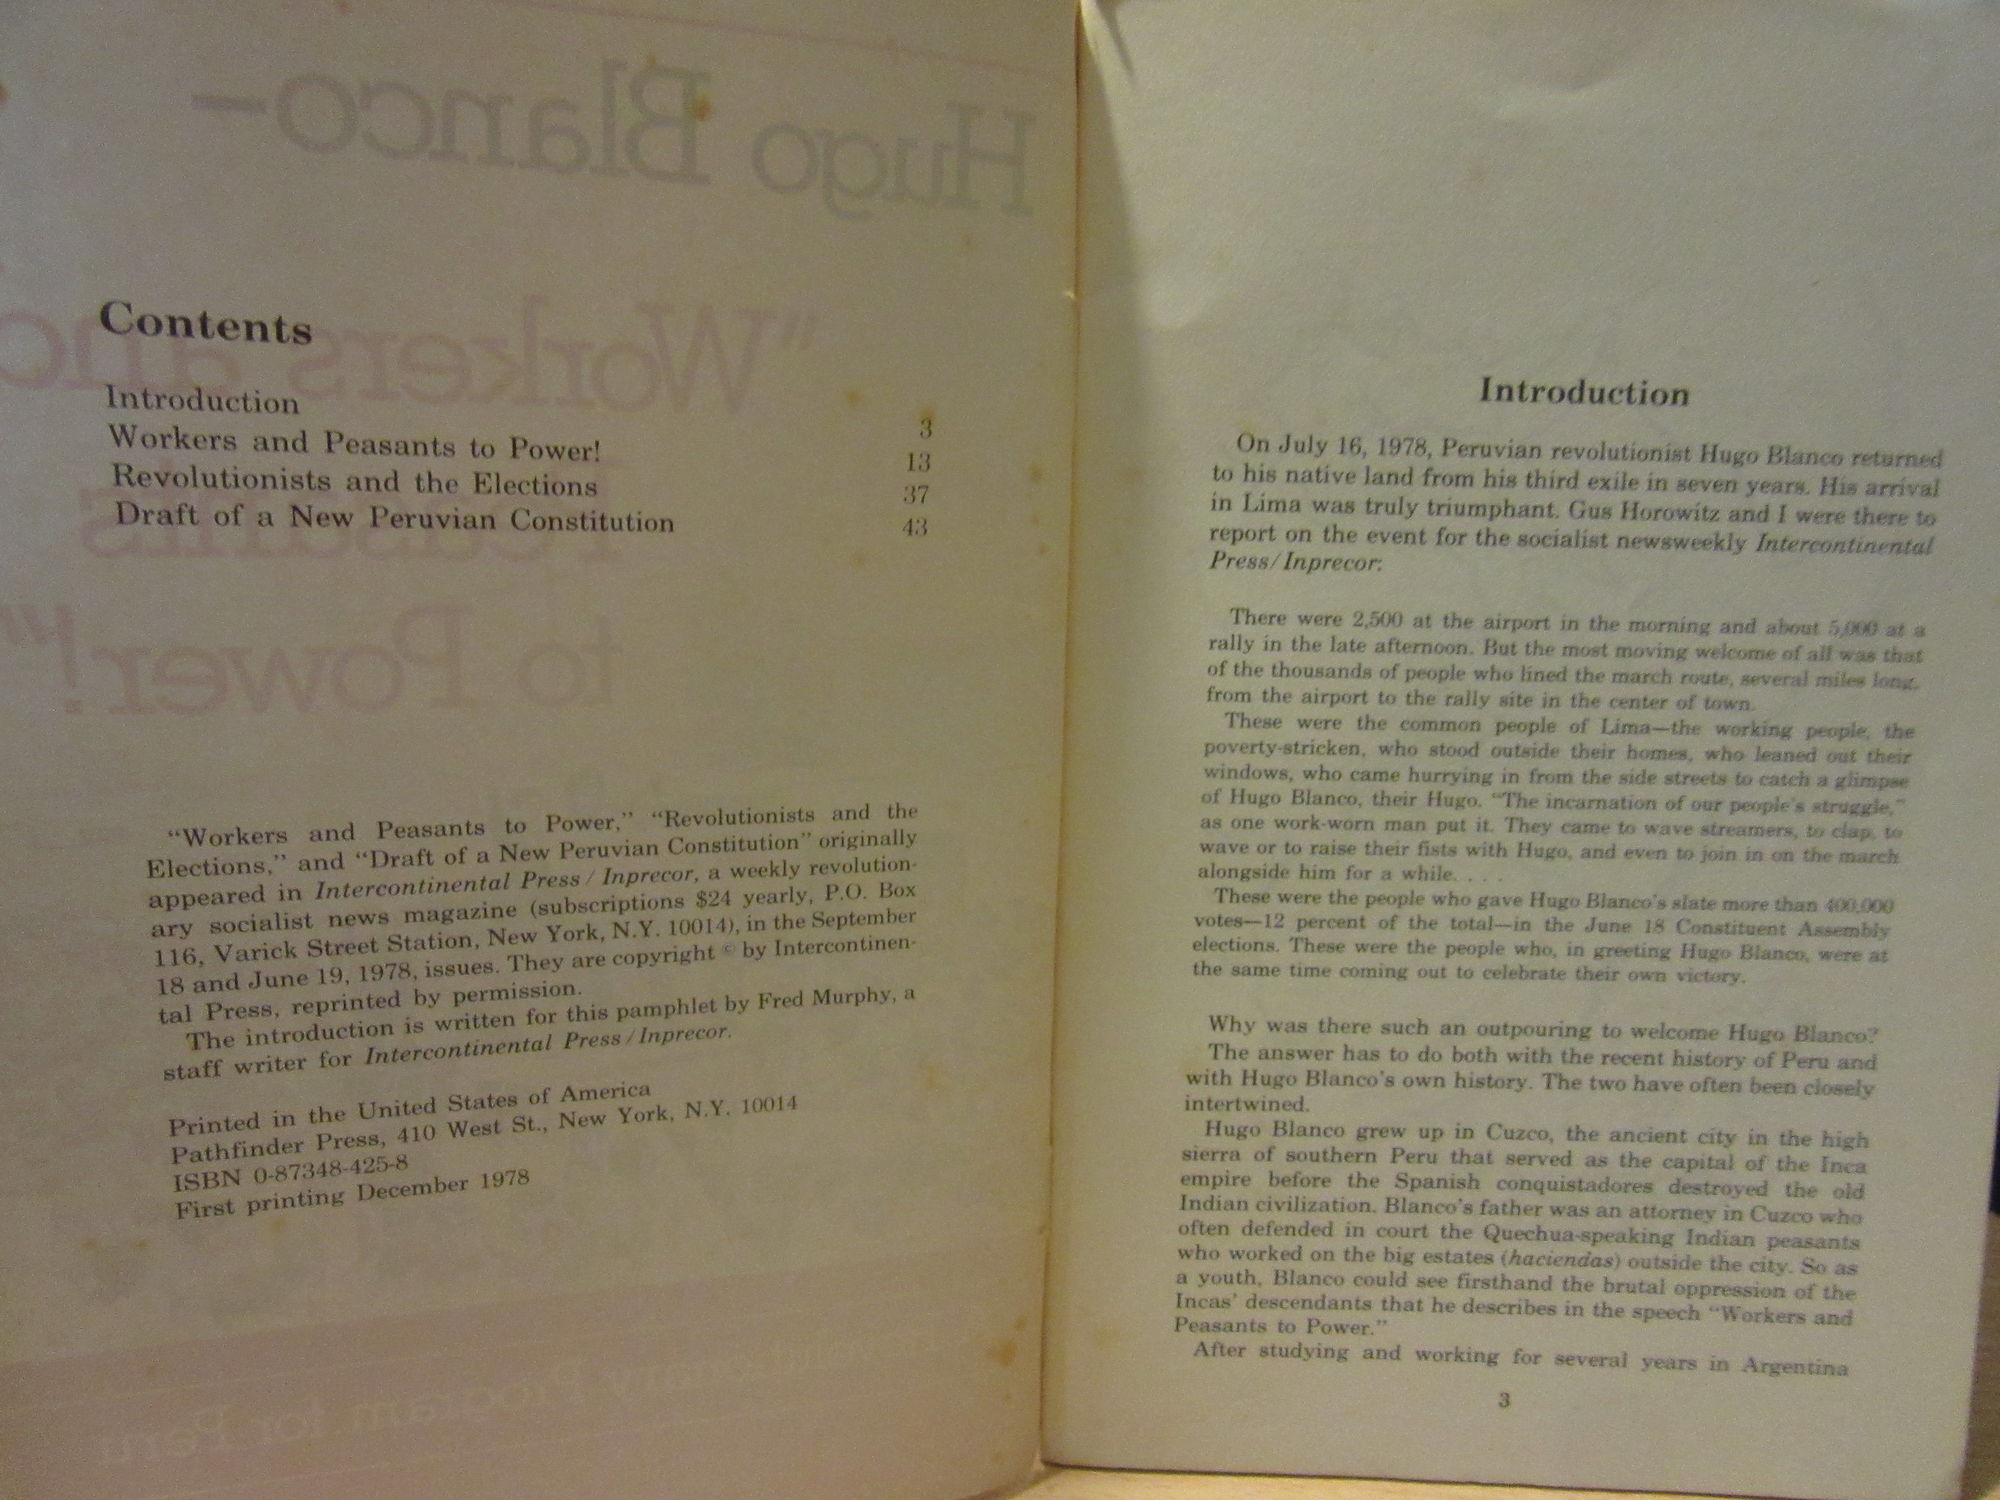 Hugo Blanco—
"Workers and
Peasants
to Power!"
Contents
Introduction 3
Workers and Peasants to Power! 13
Revolutionists and the Elections 37
Draft of a New Peruvian Constitution 43
“Workers and Peasants to Power,” “Revolutionists and the
Elections,” and “Draft of a New Peruvian Constitution” originally
appeared in Intercontinental Press/Inprecor, a weekly revolution-
ary socialist news magazine (subscriptions $24 yearly, P.O. Box
116, Varick Street Station, New York, N.Y. 10014), in the September
18 and June 19, 1978, issues. They are copyright © by Intercontinen-
tal Press, reprinted by permission.
The introduction is written for this pamphlet by Fred Murphy, a
staff writer for Intercontinental Press/Inprecor.
Printed in the United States of America
Pathfinder Press, 410 West St., New York, N.Y. 10014
ISBN 0-87348-425-8
First printing December 1978
for Peru
Introduction
On July 16, 1978, Peruvian revolutionist Hugo Blanco returned
to his native land from his third exile in seven years. His arrival
in Lima was truly triumphant. Gus Horowitz and I were there to
report on the event for the socialist newsweekly Intercontinental
Press/Inprecor:
There were 2,500 at the airport in the morning and about 5,000 at a
rally in the late afternoon. But the most moving welcome of all was that
of the thousands of people who lined the march route, several miles long,
from the airport to the rally site in the center of town.
These were the common people of Lima—the working people, the
poverty-stricken, who stood outside their homes, who leaned out their
windows, who came hurrying in from the side streets to catch a glimpse
of Hugo Blanco, their Hugo. “The incarnation of our people’s struggle,”
as one work-worn man put it. They came to wave streamers, to clap, to
wave or to raise their fists with Hugo, and even to join in on the march
alongside him for a while. . . .
These were the people who gave Hugo Blanco’s slate more than 400,000
votes—12 percent of the total—in the June 18 Constituent Assembly
elections. These were the people who, in greeting Hugo Blanco, were at
the same time coming out to celebrate their own victory.
Why was there such an outpouring to welcome Hugo Blanco?
The answer has to do both with the recent history of Peru and
with Hugo Blanco’s own history. The two have often been closely
intertwined.
Hugo Blanco grew up in Cuzco, the ancient city in the high
sierra of southern Peru that served as the capital of the Inca
empire before the Spanish conquistadores destroyed the old
Indian civilization. Blanco’s father was an attorney in Cuzco who
often defended in court the Quechua-speaking Indian peasants
who worked on the big estates (haciendas) outside the city. So as
a youth, Blanco could see firsthand the brutal oppression of the
Incas’ descendants that he describes in the speech “Workers and
Peasants to Power.”
After studying and working for several years in Argentina
3